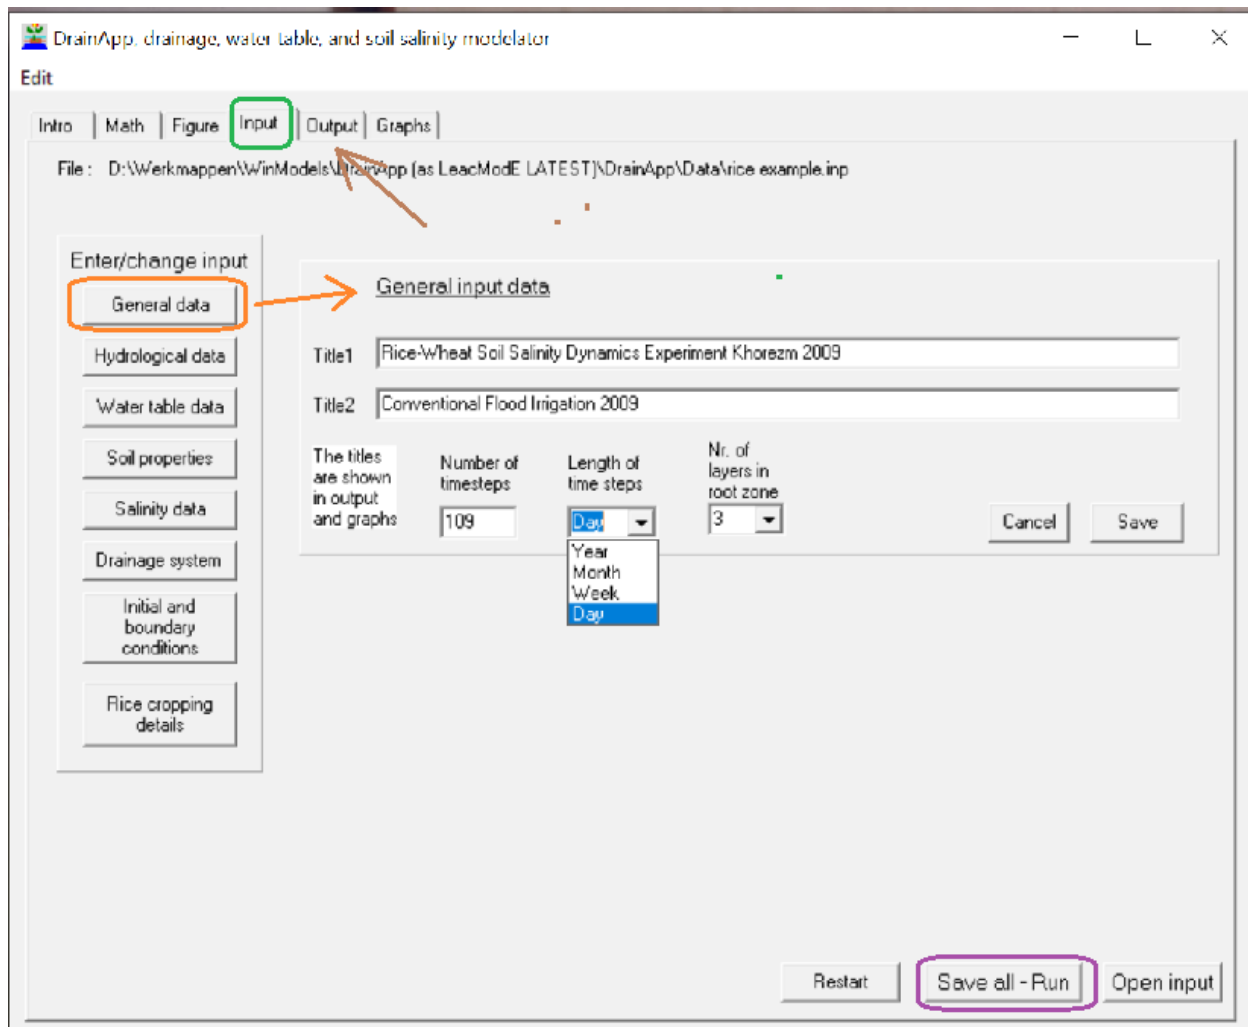 DrainApp, drainage, water table, and soil salinity modelator
Edit
Intro Math Figure Input Output Graphs
File : D:\Werkmappen\WinModels\DrainApp (as LeacModE LATEST)\DrainApp\Data\rice example.inp
Enter/change input
General data
Hydrological data
Water table data
Soil properties
Salinity data
Drainage system
Initial and
boundary
conditions
Rice cropping
details
General input data
Title1 Rice-Wheat Soil Salinity Dynamics Experiment Khorezm 2009
Title2 Conventional Flood Irrigation 2009
The titles
are shown
in output
and graphs
Number of
timesteps
109
Length of
time steps
Day
Year
Month
Week
Day
Nr. of
layers in
root zone
3
Cancel Save
Restart Save all - Run Open input